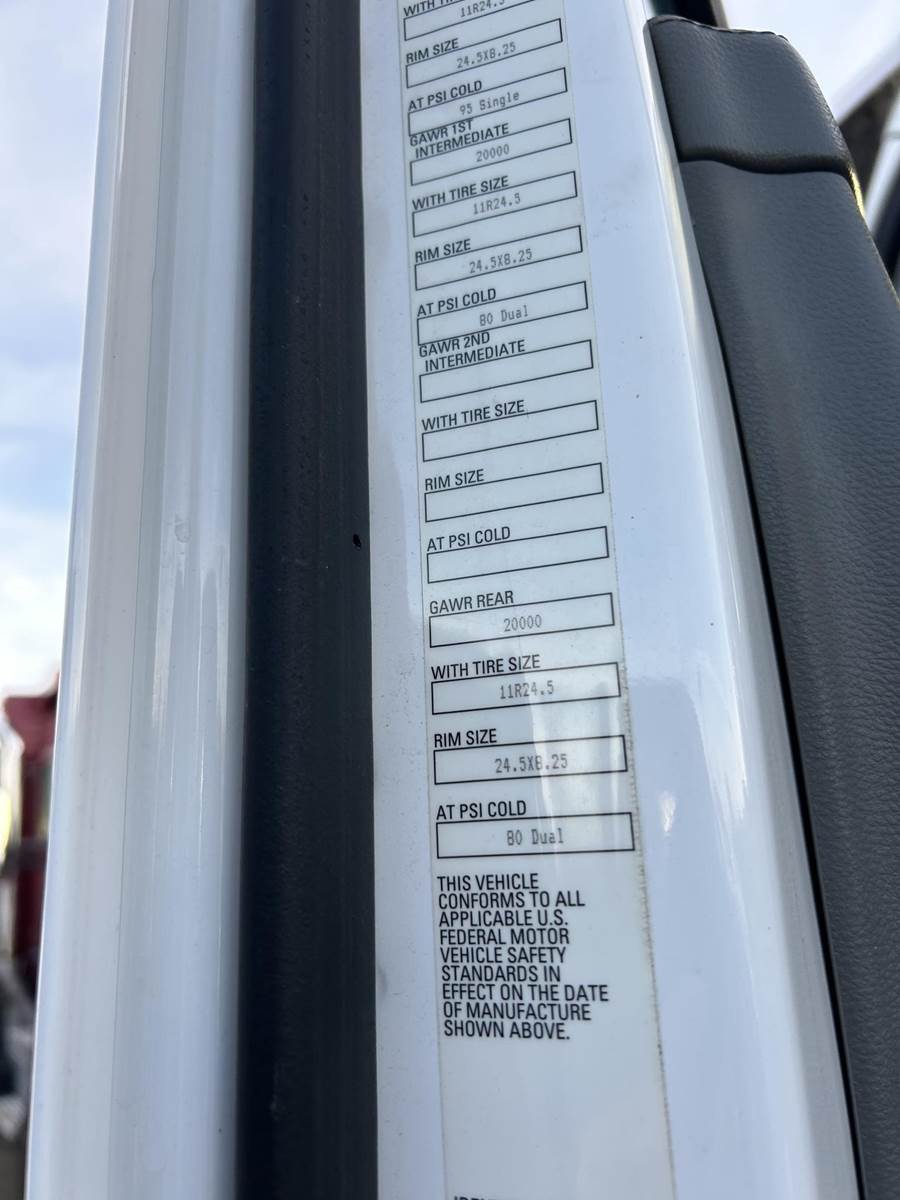 11R24.5
RIM SIZE
24.5X8.25
AT PSI COLD
95 Single
GAWR 1ST
INTERMEDIATE
20000
WITH TIRE SIZE
11R24.5
RIM SIZE
24.5X8.25
AT PSI COLD
80 Dual
GAWR 2ND
INTERMEDIATE
WITH TIRE SIZE
RIM SIZE
AT PSI COLD
GAWR REAR
20000
WITH TIRE SIZE
11R24.5
RIM SIZE
24.5X8.25
AT PSI COLD
80 Dual
THIS VEHICLE
CONFORMS TO ALL
APPLICABLE U.S.
FEDERAL MOTOR
VEHICLE SAFETY
STANDARDS IN
EFFECT ON THE DATE
OF MANUFACTURE
SHOWN ABOVE.